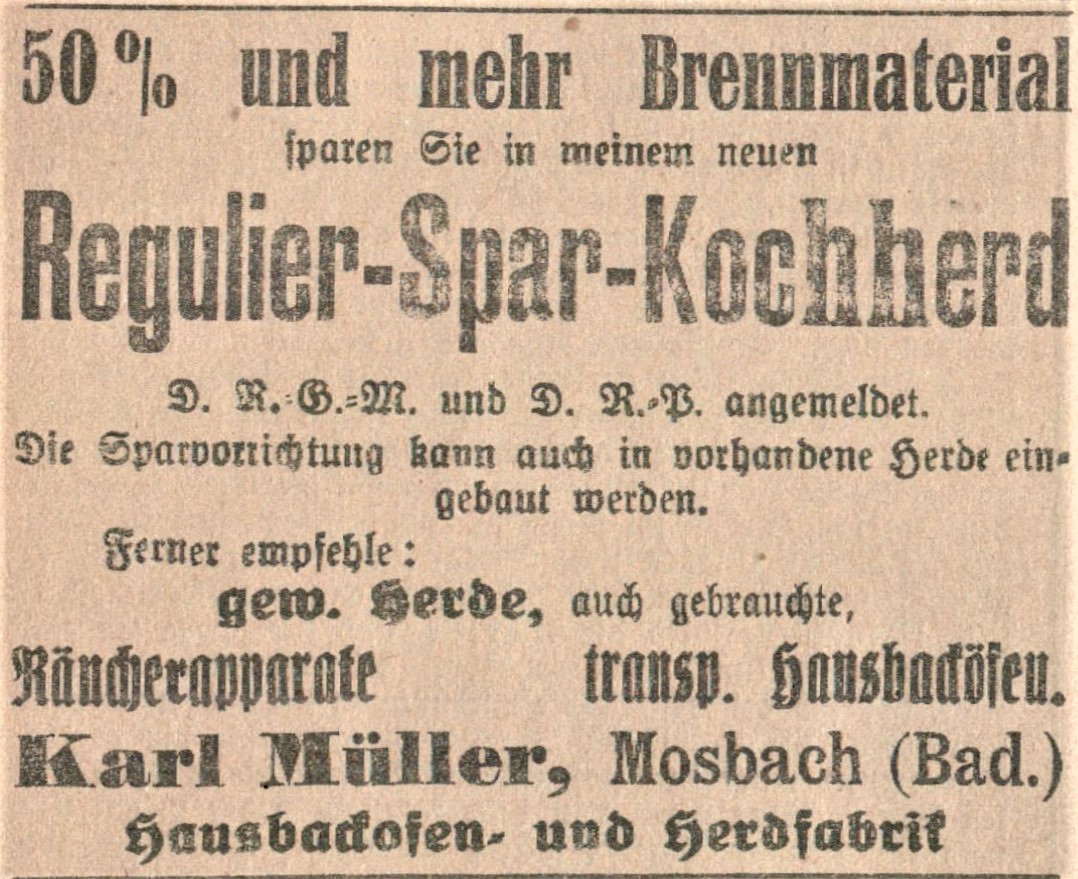 50 % und mehr Brennmaterial
sparen Sie in meinem neuen
Regulier-Spar-Kochherd
D. R.-G.-M. und D. R.-P. angemeldet.
Die Sparvorrichtung kann auch in vorhandene Herde ein-
gebaut werden.
Ferner empfehle:
gew. Herde, auch gebrauchte,
Räucherapparate transp. Hausbacköfen.
Karl Müller, Mosbach (Bad.)
Hausbackofen- und Herdfabrik